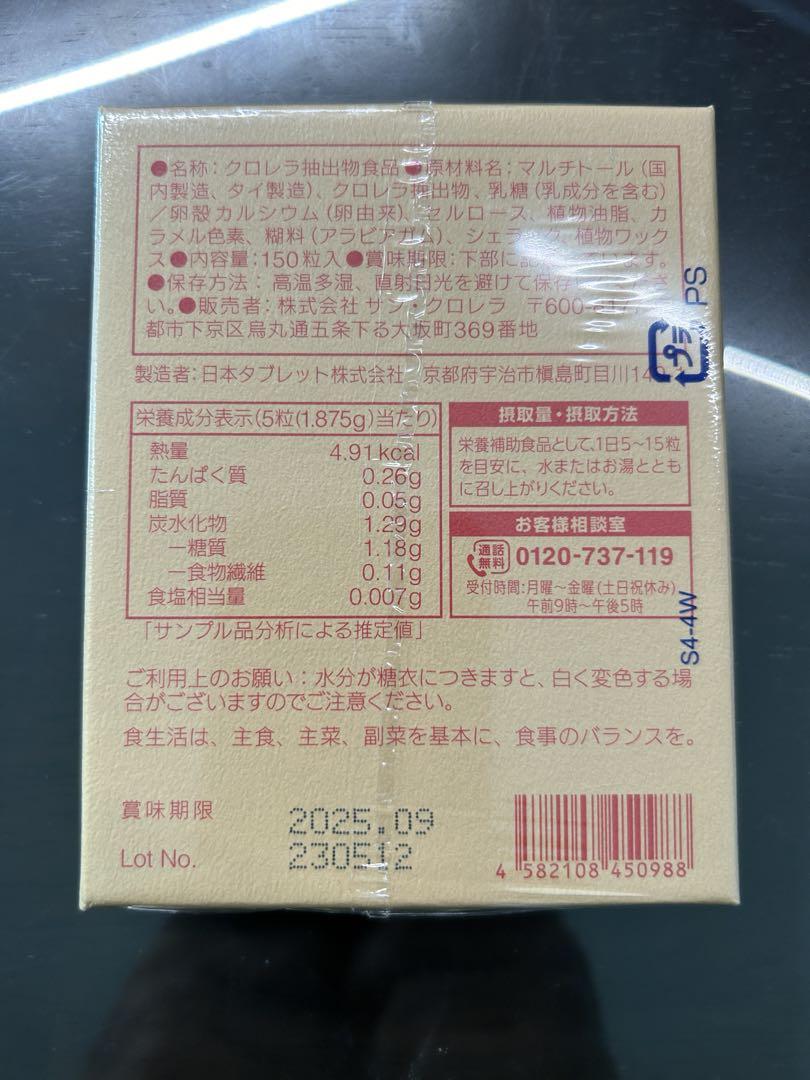 ●名称：クロレラ抽出物食品●原材料名：マルチトール（国
内製造、タイ製造）、クロレラ抽出物、乳糖（乳成分を含む）
／卵殻カルシウム（卵由来）、セルロース、植物油脂、カ
ラメル色素、糊料（アラビアガム）、シェラック、植物ワック
ス●内容量：150粒入●賞味期限：下部に記
います。
●保存方法：高温多湿、直射日光を避けて保存
い。●販売者：株式会社 サン・クロレラ 〒600-
都市下京区烏丸通五条下る大坂町369番地
製造者：日本タブレット株式会社 京都府宇治市槇島町目川
プラ
PS
栄養成分表示（5粒（1.875g）当たり）
熱量 4.91kcal
たんぱく質 0.26g
脂質 0.05g
炭水化物 1.29g
－糖質 1.18g
－食物繊維 0.11g
食塩相当量 0.007g
「サンプル品分析による推定値」
摂取量・摂取方法
栄養補助食品として、1日5～15粒
を目安に、水またはお湯ととも
に召し上がりください。
お客様相談室
通話無料 0120-737-119
受付時間：月曜～金曜（土日祝休み）
午前9時～午後5時
S4-4W
ご利用上のお願い：水分が糖衣につきますと、白く変色する場
合がございますのでご注意ください。
食生活は、主食、主菜、副菜を基本に、食事のバランスを。
賞味期限 2025.09
Lot No. 230512
4 582108 450988